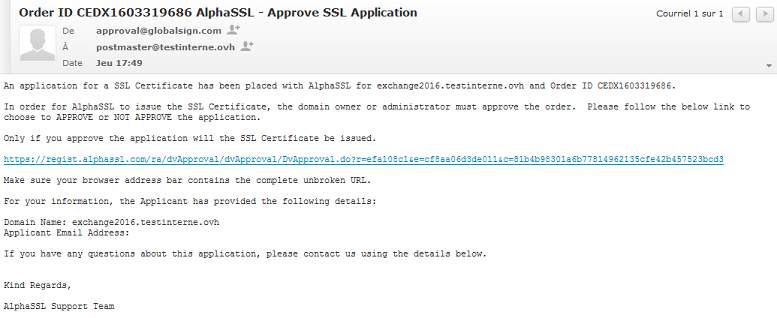 Order ID CEDX1603319686 AlphaSSL - Approve SSL Application
Courriel 1 sur 1
De approval@globalsign.com
À postmaster@testinterne.ovh
Date Jeu 17:49
An application for a SSL Certificate has been placed with AlphaSSL for exchange2016.testinterne.ovh and Order ID CEDX1603319686.
In order for AlphaSSL to issue the SSL Certificate, the domain owner or administrator must approve the order.  Please follow the below link to
choose to APPROVE or NOT APPROVE the application.
Only if you approve the application will the SSL Certificate be issued.
https://regist.alphassl.com/ra/dvApproval/dvApproval/DvApproval.do?r=efa108c1&e=cf8aa06d3de011&c=81b4b98301a6b77814962135cfe42b457523bcd3
Make sure your browser address bar contains the complete unbroken URL.
For your information, the Applicant has provided the following details:
Domain Name: exchange2016.testinterne.ovh
Applicant Email Address:
If you have any questions about this application, please contact us using the details below.
Kind Regards,
AlphaSSL Support Team